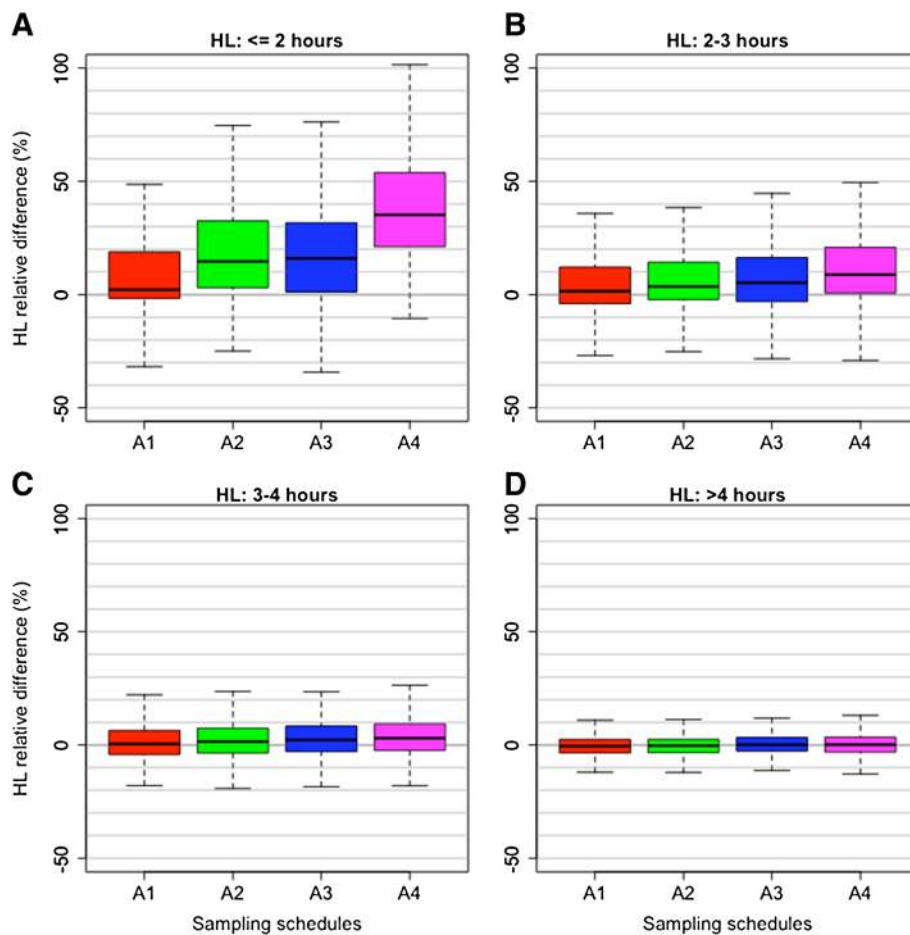 A
HL: <= 2 hours
HL relative difference (%)
100
50
0
-50
A1 A2 A3 A4
B
HL: 2-3 hours
100
50
0
-50
A1 A2 A3 A4
C
HL: 3-4 hours
HL relative difference (%)
100
50
0
-50
A1 A2 A3 A4
Sampling schedules
D
HL: >4 hours
100
50
0
-50
A1 A2 A3 A4
Sampling schedules